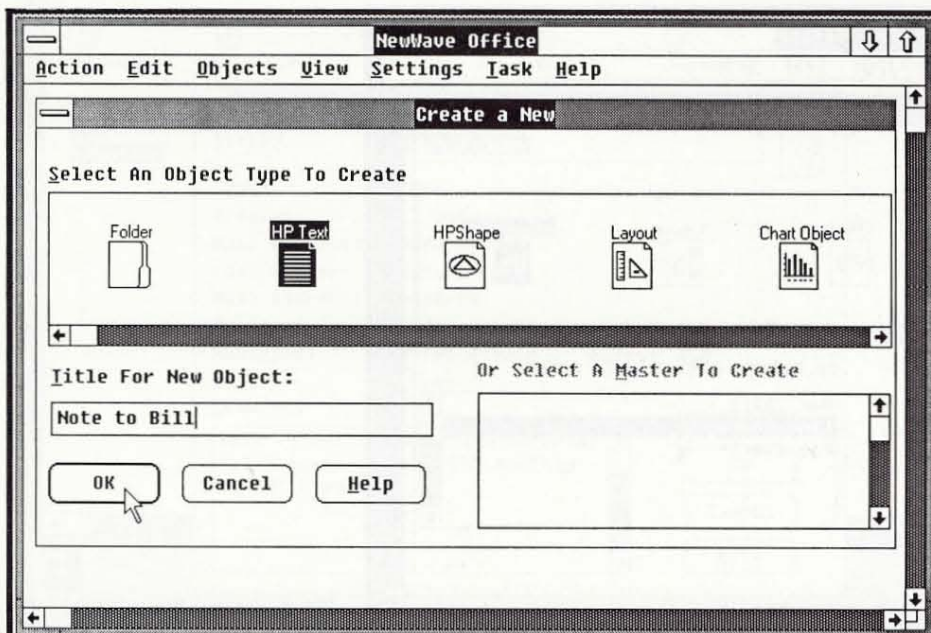 NewWave Office
Action Edit Objects View Settings Task Help
Create a New
Select An Object Type To Create
Folder HP Text HPShape Layout Chart Object
Title For New Object:
Or Select A Master To Create
Note to Bill
OK Cancel Help